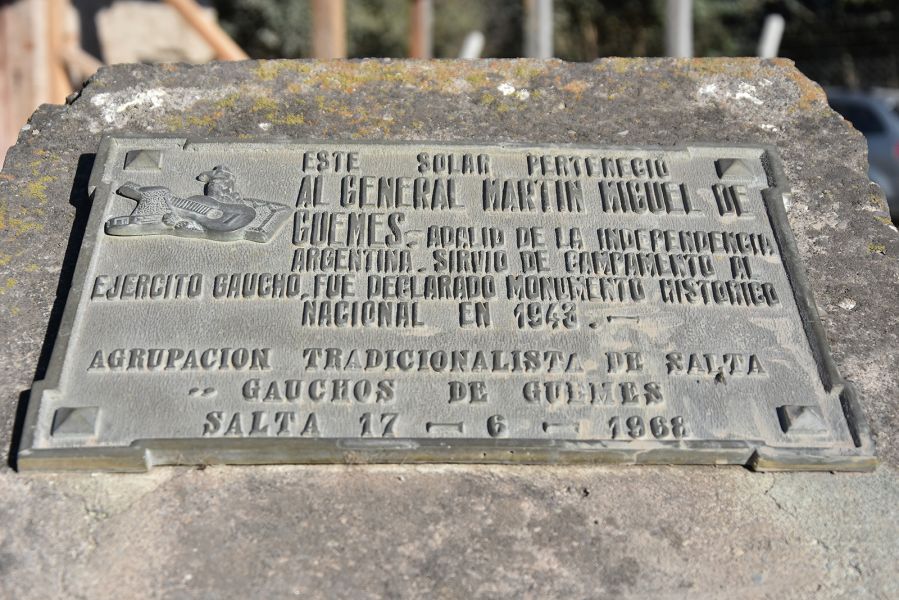 ESTE SOLAR PERTENECIÓ
AL GENERAL MARTIN MIGUEL DE
GUEMES.- ADALID DE LA INDEPENDENCIA
ARGENTINA. SIRVIO DE CAMPAMENTO AL
EJERCITO GAUCHO, FUE DECLARADO MONUMENTO HISTORICO
NACIONAL EN 1943.-
AGRUPACION TRADICIONALISTA DE SALTA
-- GAUCHOS DE GUEMES
SALTA 17 - 6 - 1968